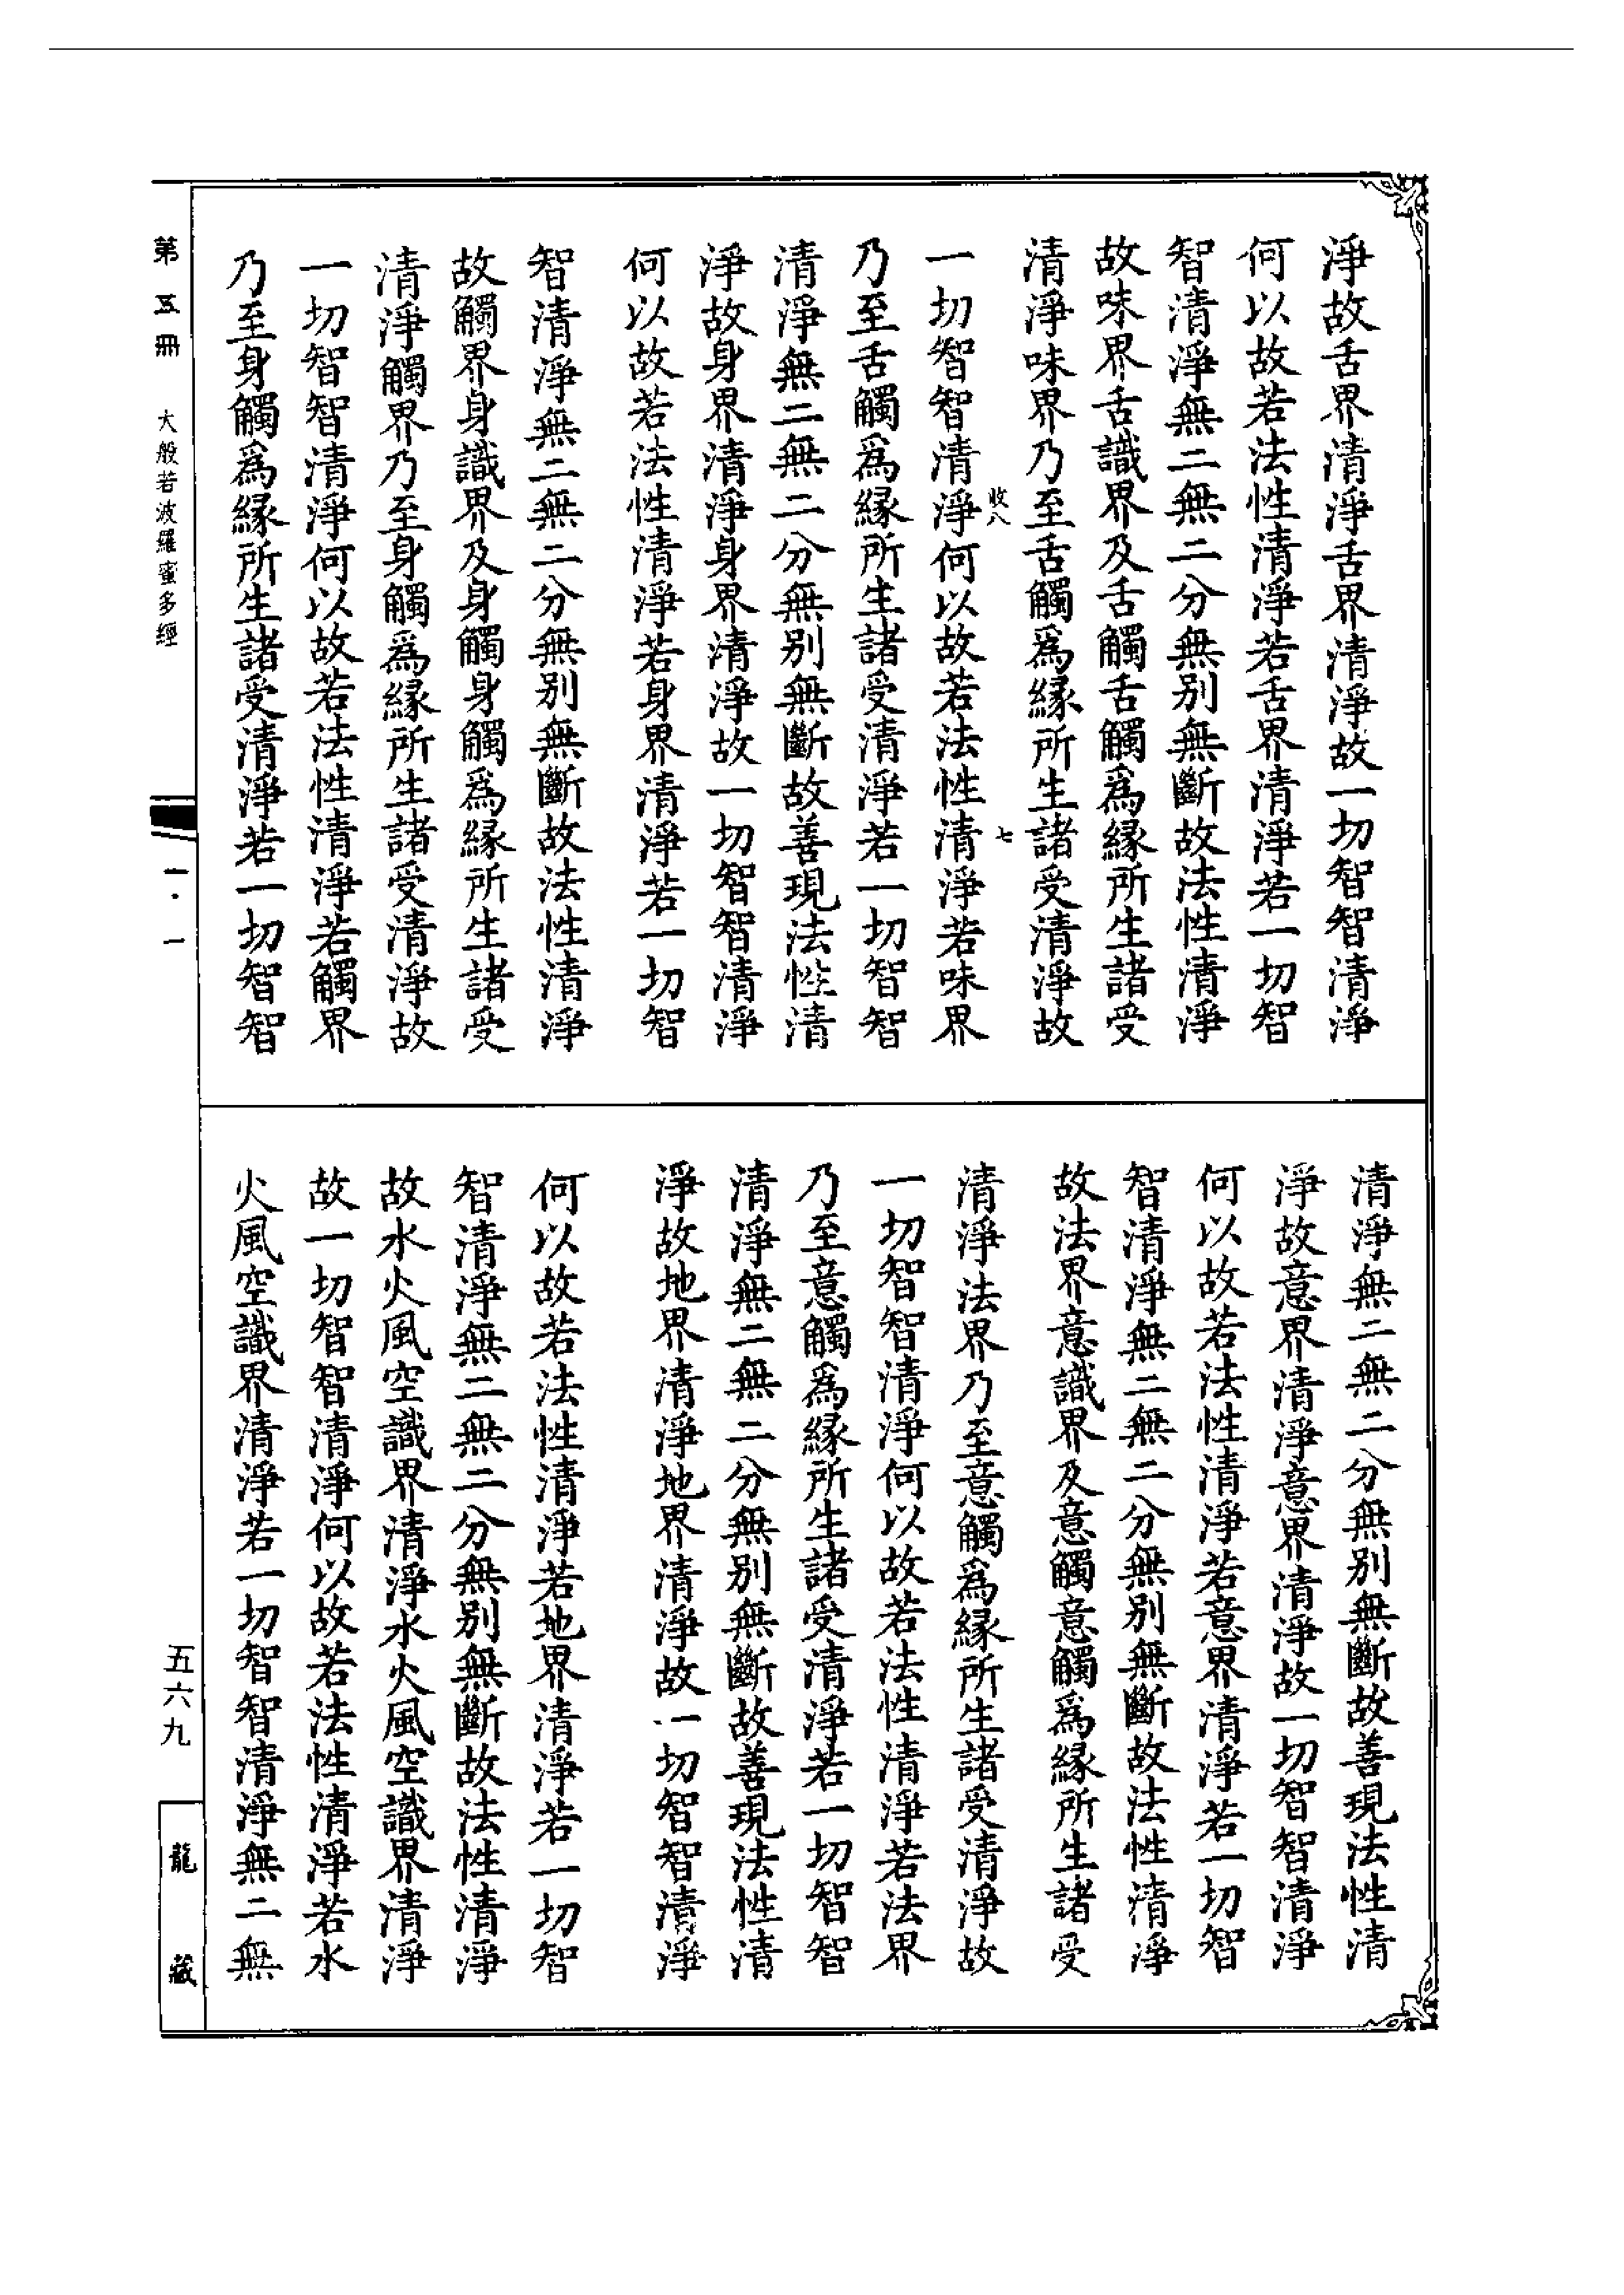 淨故舌界清淨舌界清淨故一切智智清淨
何以故若法性清淨若舌界清淨若一切智
智清淨無二無二分無別無斷故法性清淨
故味界舌識界及舌觸舌觸爲緣所生諸受
清淨味界乃至舌觸爲緣所生諸受清淨故
收八
七
一切智智清淨何以故若法性清淨若味界
乃至舌觸爲緣所生諸受清淨若一切智智
清淨無二無二分無別無斷故善現法性清
淨故身界清淨身界清淨故一切智智清淨
何以故若法性清淨若身界清淨若一切智
智清淨無二無二分無別無斷故法性清淨
故觸界身識界及身觸身觸爲緣所生諸受
清淨觸界乃至身觸爲緣所生諸受清淨故
一切智智清淨何以故若法性清淨若觸界
乃至身觸爲緣所生諸受清淨若一切智智
清淨無二無二分無別無斷故善現法性清
淨故意界清淨意界清淨故一切智智清淨
何以故若法性清淨若意界清淨若一切智
智清淨無二無二分無別無斷故法性清淨
故法界意識界及意觸意觸爲緣所生諸受
清淨法界乃至意觸爲緣所生諸受清淨故
一切智智清淨何以故若法性清淨若法界
乃至意觸爲緣所生諸受清淨若一切智智
清淨無二無二分無別無斷故善現法性清
淨故地界清淨地界清淨故一切智智清淨
何以故若法性清淨若地界清淨若一切智
智清淨無二無二分無別無斷故法性清淨
故水火風空識界清淨水火風空識界清淨
故一切智智清淨何以故若法性清淨若水
火風空識界清淨若一切智智清淨無二無
第五冊 大般若波羅蜜多經
一·一
五六九
龍藏